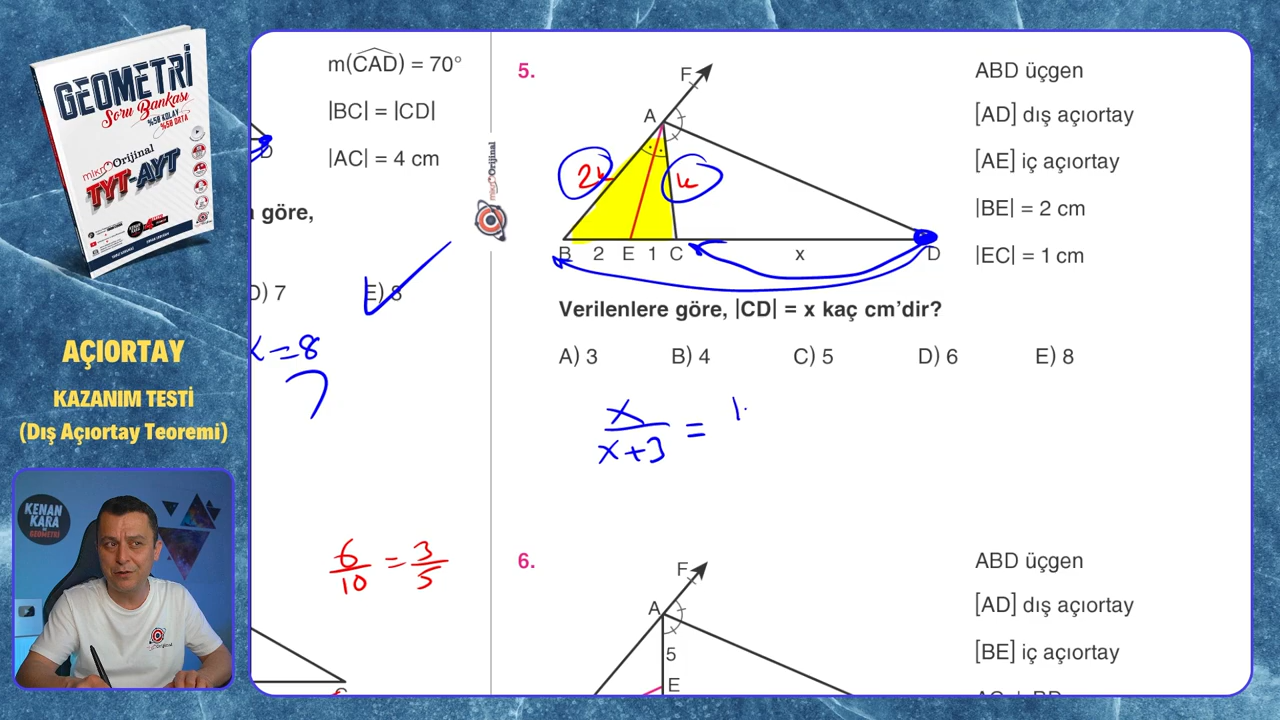 GEOMETRİ
Soru Bankası
%50 KOLAY
%50 ORTA
mikro Orijinal
TYT-AYT
AÇIORTAY
KAZANIM TESTİ
(Dış Açıortay Teoremi)
KENAN
KARA
GEOMETRİ
m(CAD) = 70°
|BC| = |CD|
|AC| = 4 cm
D
göre,
D) 7
E) 8
x = 8
6/10 = 3/5
C
mikro Orijinal
5.
F
A
2k
k
B 2 E 1 C x D
ABD üçgen
[AD] dış açıortay
[AE] iç açıortay
|BE| = 2 cm
|EC| = 1 cm
Verilenlere göre, |CD| = x kaç cm'dir?
A) 3 B) 4 C) 5 D) 6 E) 8
x/x+3 =
6.
F
A
5
E
ABD üçgen
[AD] dış açıortay
[BE] iç açıortay